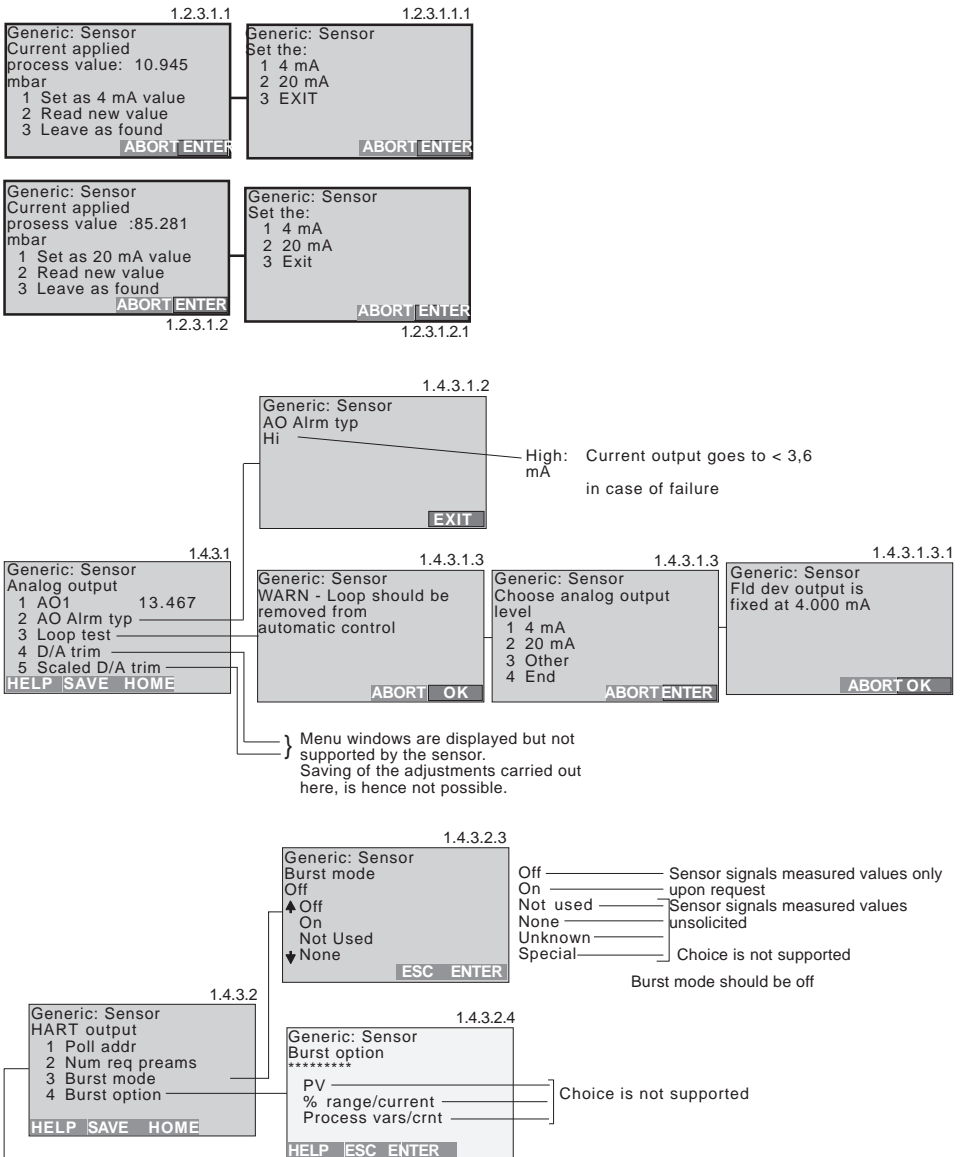 1.2.3.1.1
Generic: Sensor
Current applied
process value: 10.945
mbar
1 Set as 4 mA value
2 Read new value
3 Leave as found
ABORT ENTER
1.2.3.1.1.1
Generic: Sensor
Set the:
1 4 mA
2 20 mA
3 EXIT
ABORT ENTER
Generic: Sensor
Current applied
prosess value :85.281
mbar
1 Set as 20 mA value
2 Read new value
3 Leave as found
ABORT ENTER
1.2.3.1.2
Generic: Sensor
Set the:
1 4 mA
2 20 mA
3 Exit
ABORT ENTER
1.2.3.1.2.1
1.4.3.1.2
Generic: Sensor
AO Alrm typ
Hi
EXIT
High: Current output goes to < 3,6
mA
in case of failure
1.4.3.1
Generic: Sensor
Analog output
1 AO1 13.467
2 AO Alrm typ
3 Loop test
4 D/A trim
5 Scaled D/A trim
HELP SAVE HOME
1.4.3.1.3
Generic: Sensor
WARN - Loop should be
removed from
automatic control
ABORT OK
1.4.3.1.3
Generic: Sensor
Choose analog output
level
1 4 mA
2 20 mA
3 Other
4 End
ABORT ENTER
1.4.3.1.3.1
Generic: Sensor
Fld dev output is
fixed at 4.000 mA
ABORT OK
} Menu windows are displayed but not
supported by the sensor.
Saving of the adjustments carried out
here, is hence not possible.
1.4.3.2.3
Generic: Sensor
Burst mode
Off
Off
On
Not Used
None
ESC ENTER
Off
On
Not used
None
Unknown
Special
Sensor signals measured values only
upon request
Sensor signals measured values
unsolicited
Choice is not supported
Burst mode should be off
1.4.3.2
Generic: Sensor
HART output
1 Poll addr
2 Num req preams
3 Burst mode
4 Burst option
HELP SAVE HOME
1.4.3.2.4
Generic: Sensor
Burst option
*********
PV
% range/current
Process vars/crnt
HELP ESC ENTER
Choice is not supported